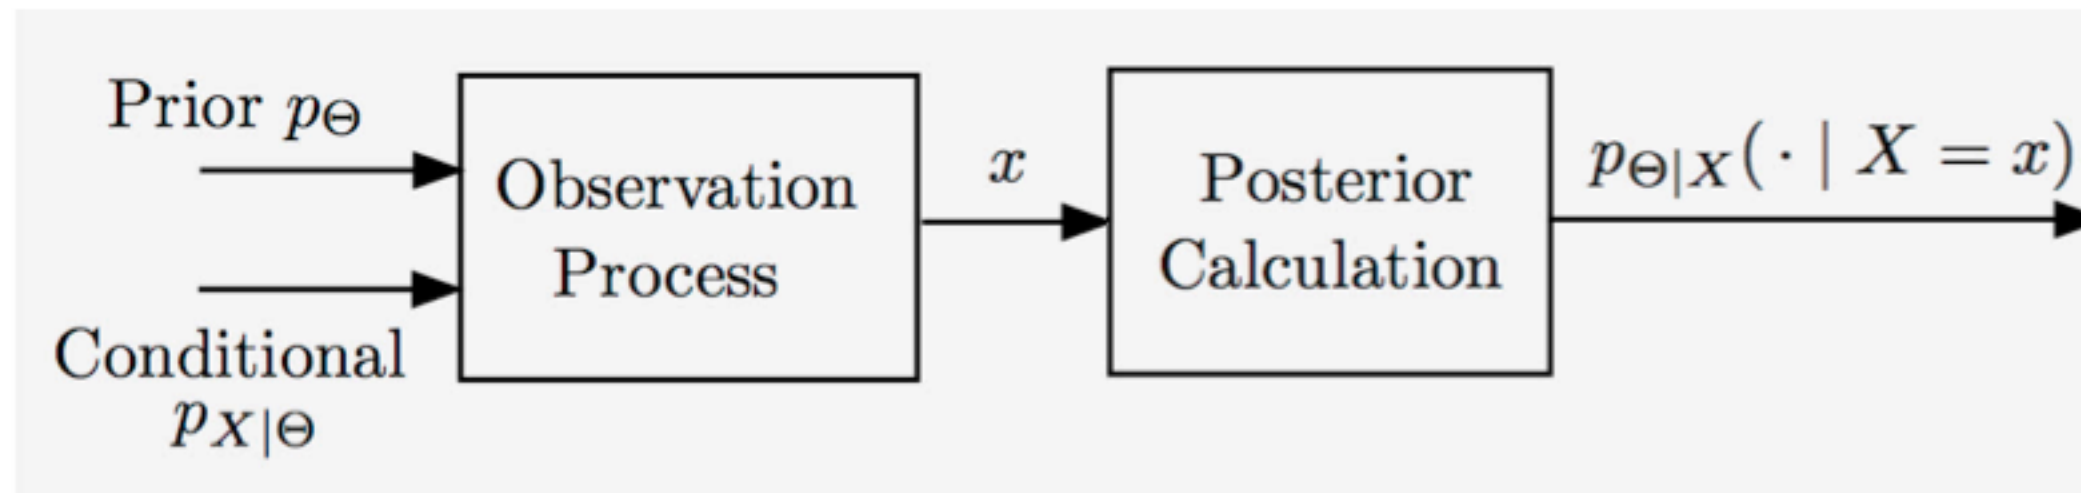 Prior pΘ
Observation
Process
x
Posterior
Calculation
pΘ|X(· | X = x)
Conditional
pX|Θ